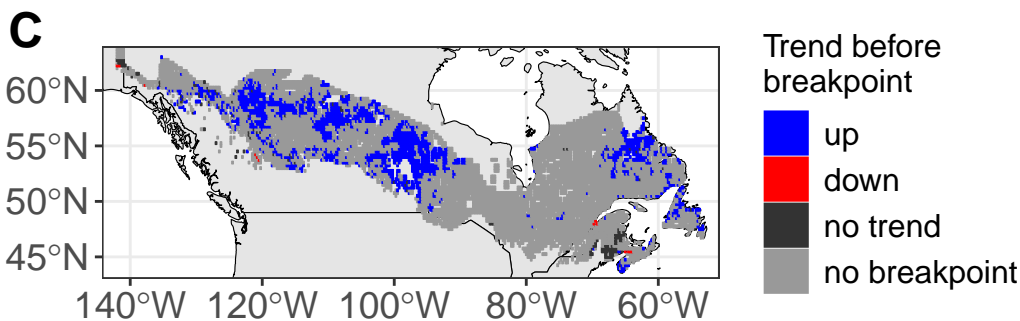 C
Trend before
breakpoint
up
down
no trend
no breakpoint
60°N
55°N
50°N
45°N
140°W 120°W 100°W 80°W 60°W